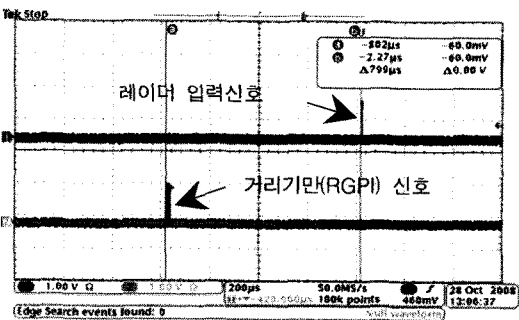 Tek Stop
-802µs -60.0mV
-2.27µs -60.0mV
Δ799µs Δ0.00 V
레이더 입력신호
거리기만(RGPI) 신호
1.00 V Ω
200µs 50.0MS/s
180k points 460mV
28 Oct 2008
13:06:37
Edge Search events found: 0